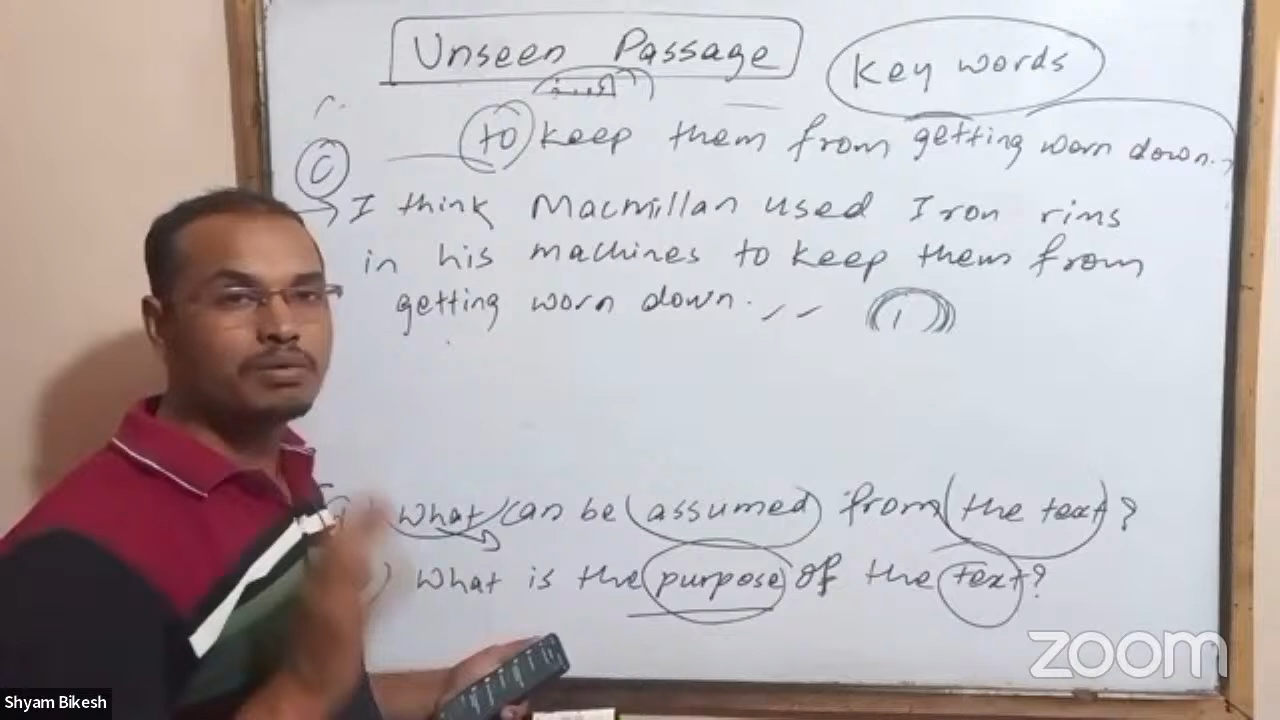 Unseen Passage
Key words
to keep them from getting worn down..
I think Macmillan used Iron rims
in his machines to keep them from
getting worn down.
What can be assumed from the text?
What is the purpose of the text?
zoom
Shyam Bikesh